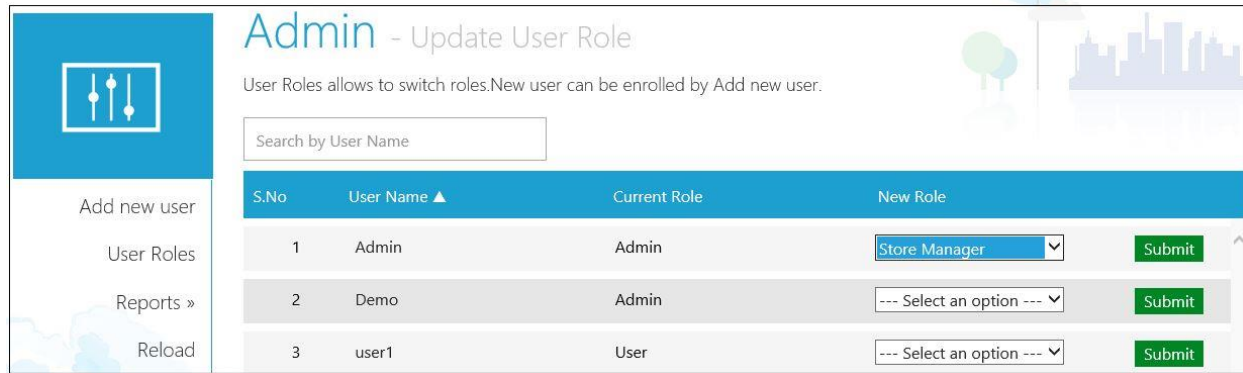 Admin - Update User Role
User Roles allows to switch roles.New user can be enrolled by Add new user.
Search by User Name
S.No User Name ▲ Current Role New Role
1 Admin Admin Store Manager Submit
2 Demo Admin --- Select an option --- Submit
3 user1 User --- Select an option --- Submit
Add new user
User Roles
Reports »
Reload